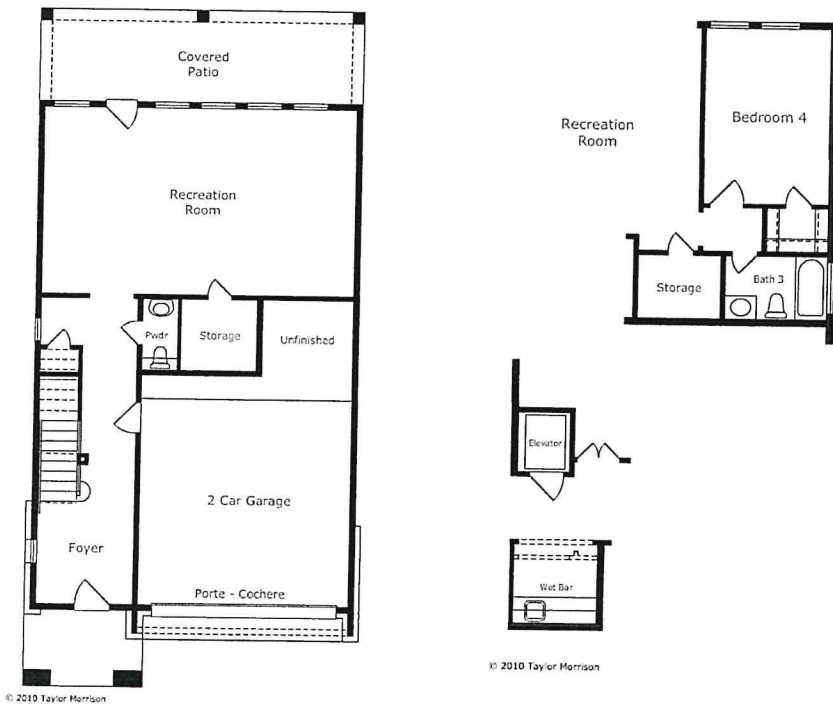 Covered
Patio
Recreation
Room
Pwdr
Storage
Unfinished
2 Car Garage
Foyer
Porte - Cochere
© 2010 Taylor Morrison
Recreation
Room
Bedroom 4
Storage
Bath 3
Elevator
Wet Bar
© 2010 Taylor Morrison